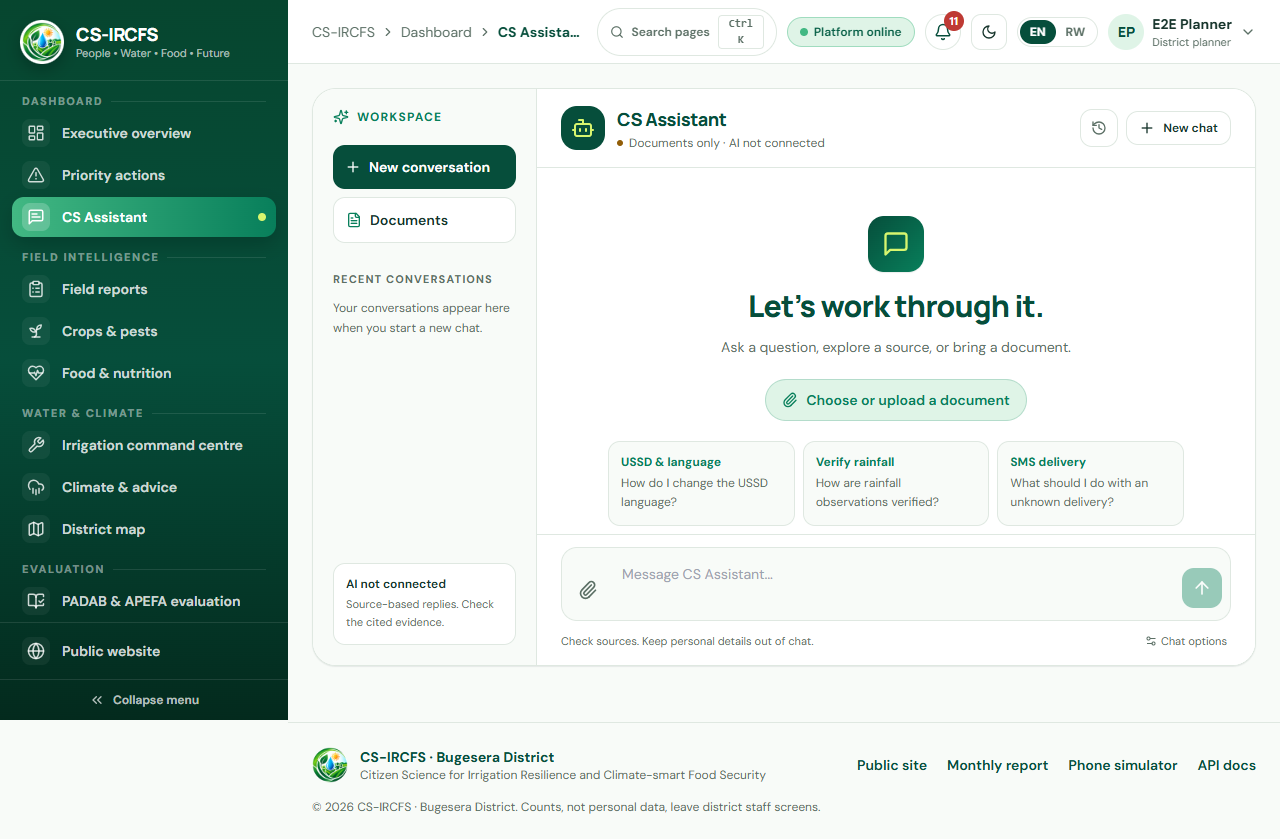 CS-IRCFS
People • Water • Food • Future
DASHBOARD
Executive overview
Priority actions
CS Assistant
FIELD INTELLIGENCE
Field reports
Crops & pests
Food & nutrition
WATER & CLIMATE
Irrigation command centre
Climate & advice
District map
EVALUATION
PADAB & APEFA evaluation
Public website
Collapse menu
CS-IRCFS > Dashboard > CS Assista...
Search pages
Ctrl
K
Platform online
11
EN
RW
EP
E2E Planner
District planner
WORKSPACE
New conversation
Documents
RECENT CONVERSATIONS
Your conversations appear here
when you start a new chat.
AI not connected
Source-based replies. Check
the cited evidence.
CS Assistant
Documents only · AI not connected
New chat
Let's work through it.
Ask a question, explore a source, or bring a document.
Choose or upload a document
USSD & language
How do I change the USSD
language?
Verify rainfall
How are rainfall
observations verified?
SMS delivery
What should I do with an
unknown delivery?
Message CS Assistant...
Check sources. Keep personal details out of chat.
Chat options
CS-IRCFS · Bugesera District
Citizen Science for Irrigation Resilience and Climate-smart Food Security
Public site
Monthly report
Phone simulator
API docs
© 2026 CS-IRCFS · Bugesera District. Counts, not personal data, leave district staff screens.